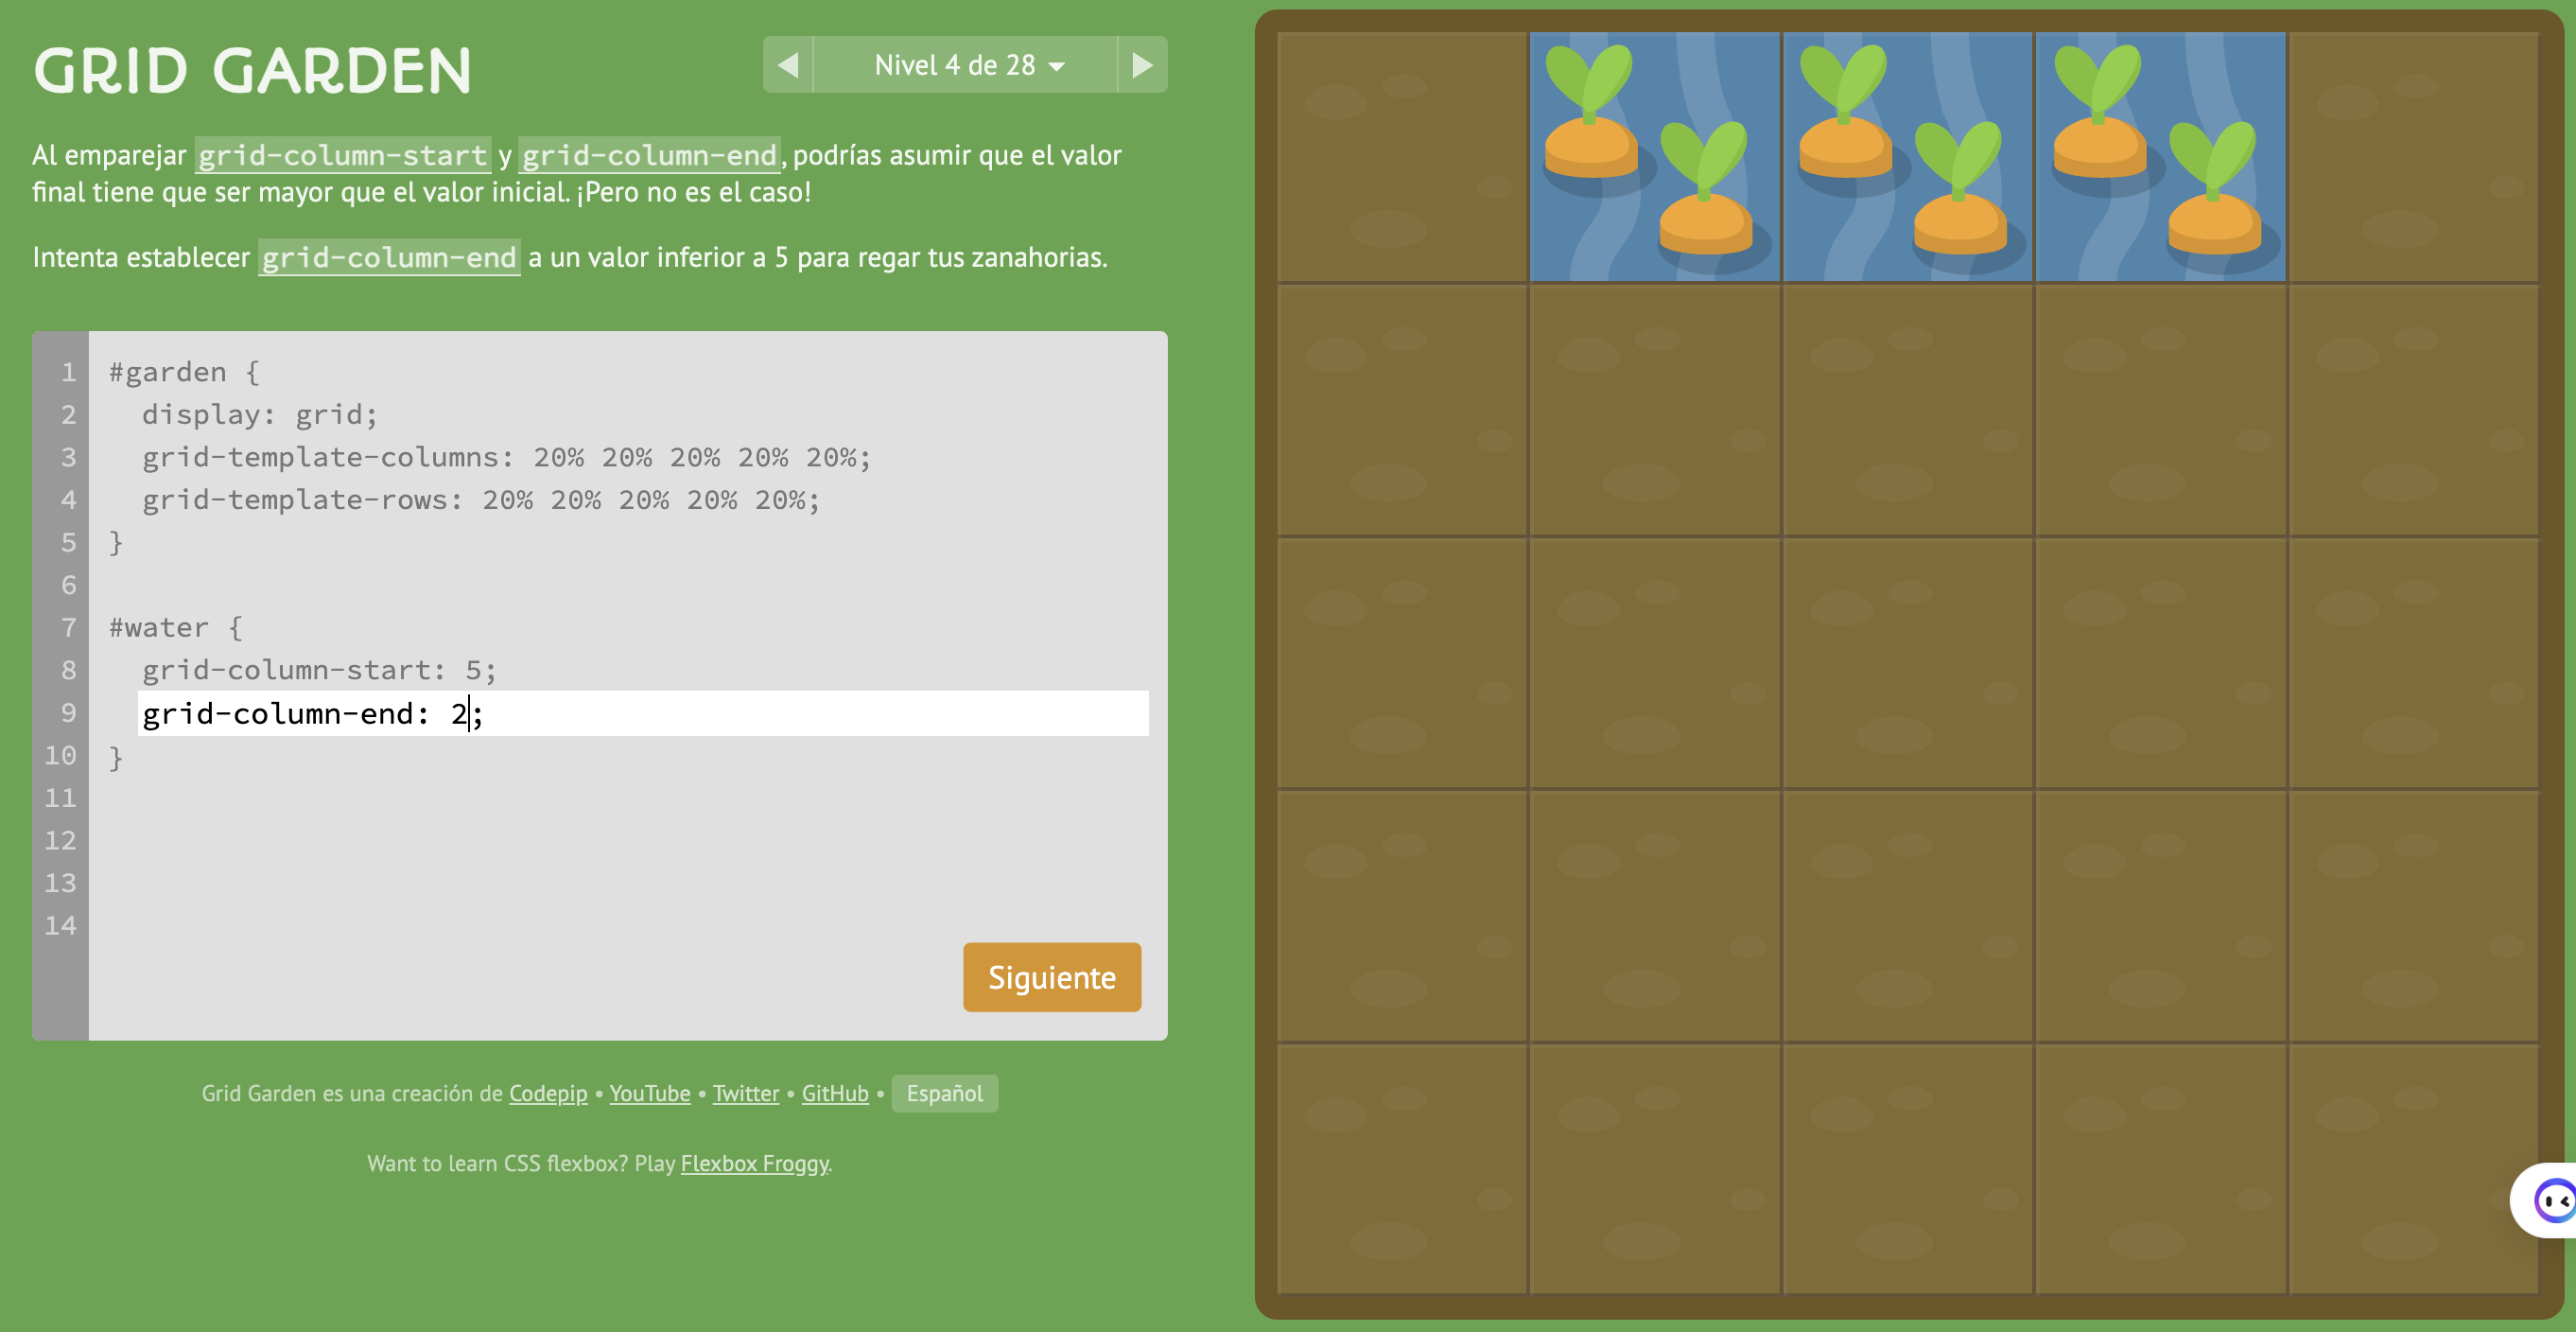 GRID GARDEN
Nivel 4 de 28
Al emparejar grid-column-start y grid-column-end, podrías asumir que el valor
final tiene que ser mayor que el valor inicial. ¡Pero no es el caso!
Intenta establecer grid-column-end a un valor inferior a 5 para regar tus zanahorias.
1 #garden {
2   display: grid;
3   grid-template-columns: 20% 20% 20% 20% 20%;
4   grid-template-rows: 20% 20% 20% 20% 20%;
5 }
6
7 #water {
8   grid-column-start: 5;
9   grid-column-end: 2;
10 }
11
12
13
14
Siguiente
Grid Garden es una creación de Codepip • YouTube • Twitter • GitHub • Español
Want to learn CSS flexbox? Play Flexbox Froggy.